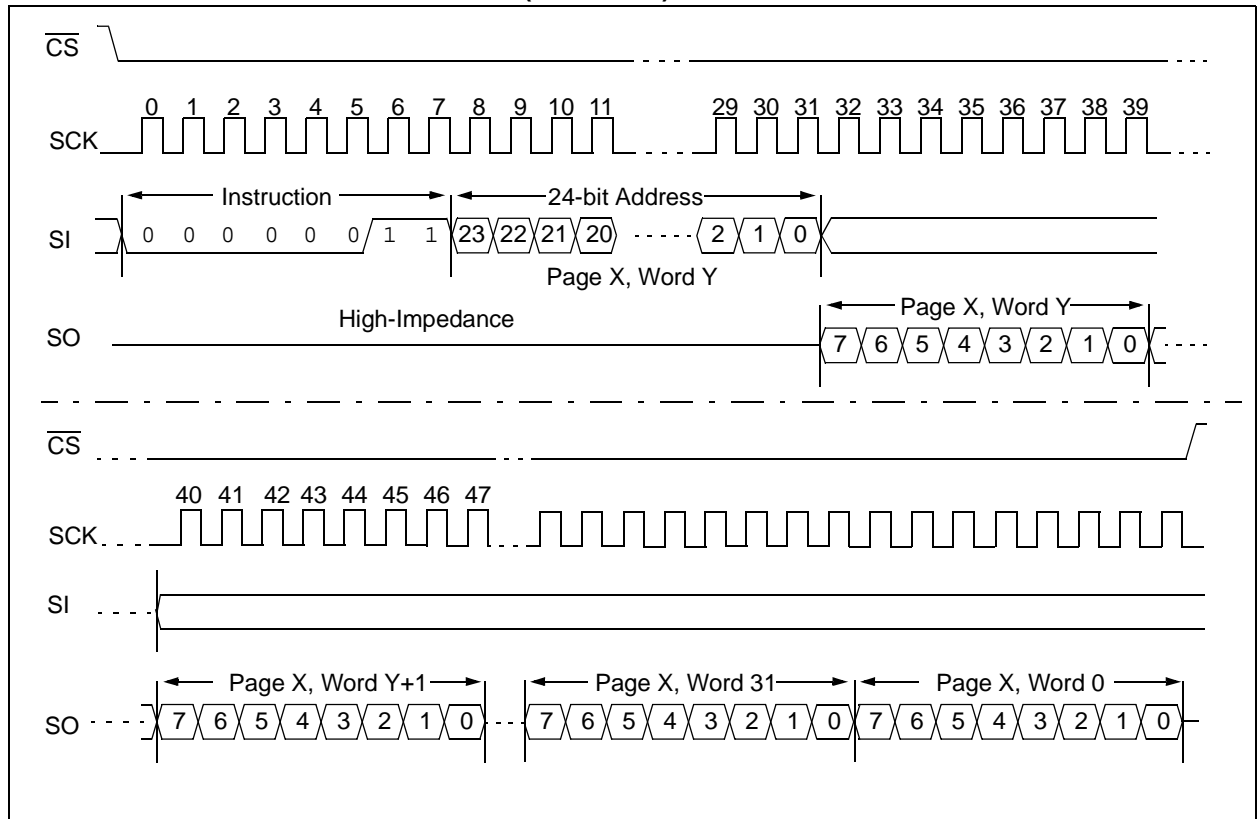 CS
0 1 2 3 4 5 6 7 8 9 10 11 29 30 31 32 33 34 35 36 37 38 39
SCK
Instruction 24-bit Address
SI 0 0 0 0 0 0 1 1 23 22 21 20 2 1 0
Page X, Word Y
High-Impedance Page X, Word Y
SO 7 6 5 4 3 2 1 0
CS
40 41 42 43 44 45 46 47
SCK
SI
Page X, Word Y+1 Page X, Word 31 Page X, Word 0
SO 7 6 5 4 3 2 1 0 7 6 5 4 3 2 1 0 7 6 5 4 3 2 1 0